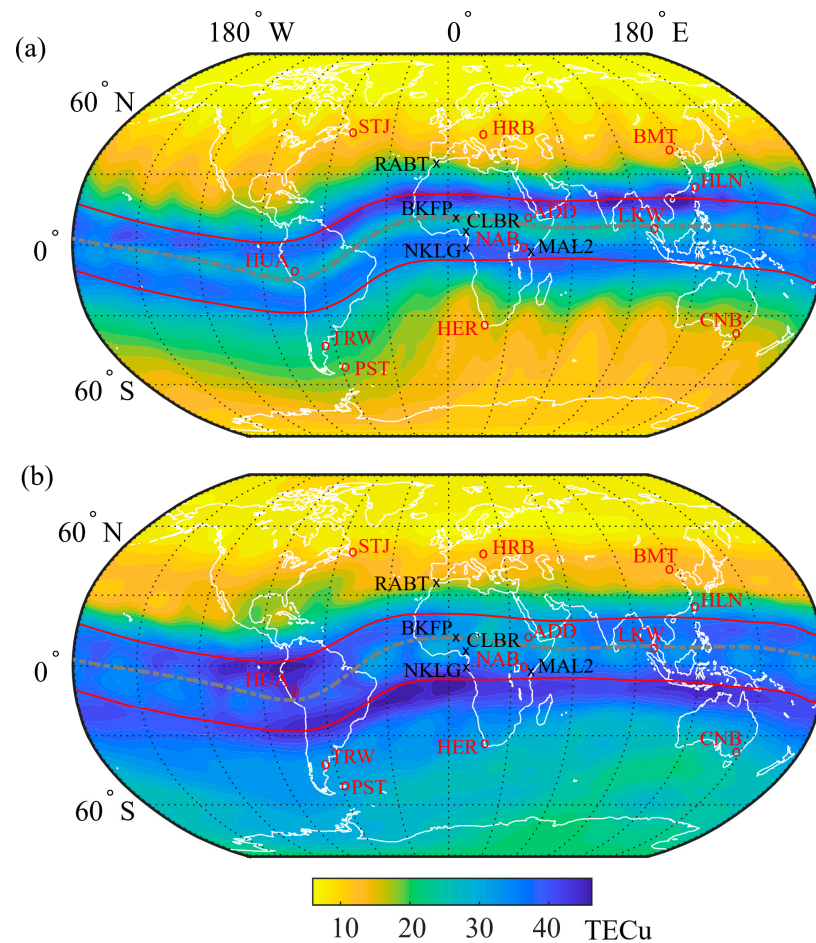 180° W 0° 180° E
(a)
60° N
STJ HRB BMT
RABT HLN
BKFP CLBR ADD LKW
0° HUA NKLG NAB MAL2
TRW HER CNB
PST
60° S
(b)
60° N
STJ HRB BMT
RABT HLN
BKFP CLBR ADD LKW
0° NKLG NAB MAL2
TRW HER CNB
PST
60° S
10 20 30 40 TECu